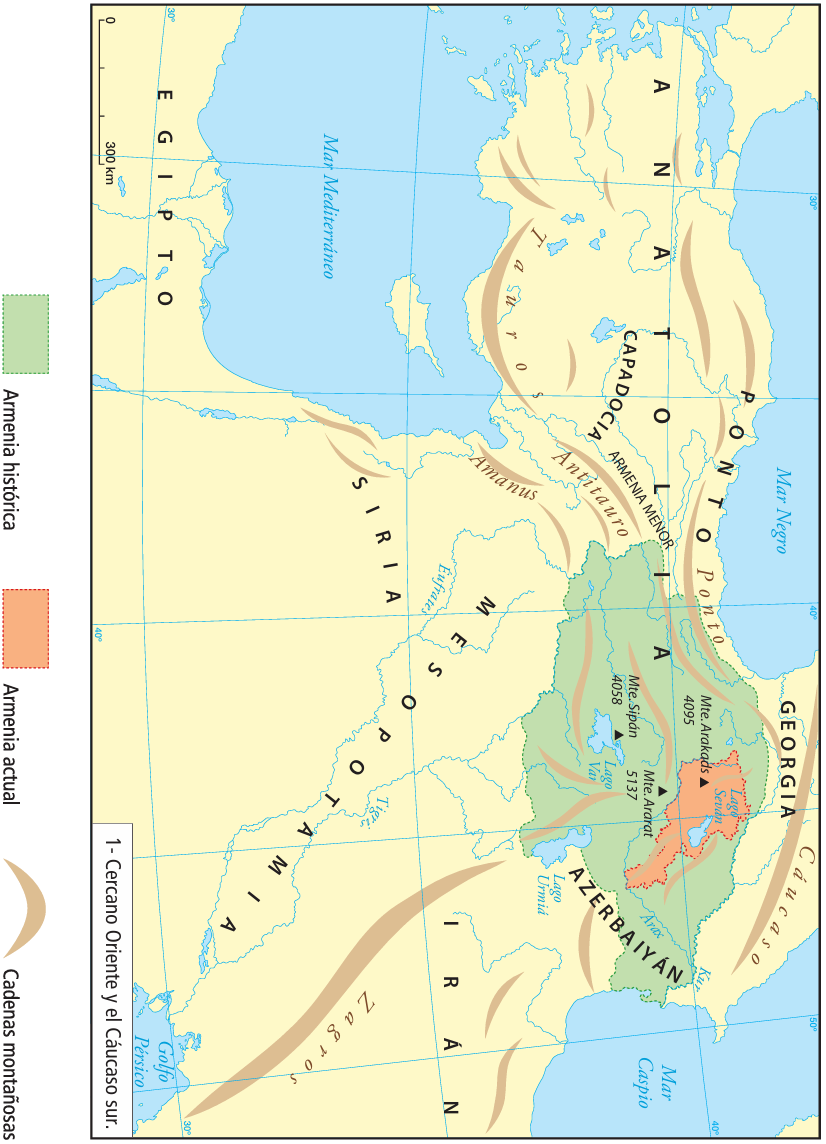 30°
40°
50°
Mar Negro
Cáucaso
GEORGIA
PONTO
Ponto
Kur
40°
Mar
Caspio
Lago
Seván
Mte. Arakads
4095
ANATOLIA
ARMENIA MENOR
CAPADOCIA
Mte. Sipán
4058
Mte. Ararat
5137
Arax
AZERBAIYÁN
Lago
Van
Lago
Urmiá
Tauros
Antitauro
Amanus
Éufrates
MESOPOTAMIA
Tigris
SIRIA
IRÁN
Zagros
Mar Mediterráneo
EGIPTO
Golfo
Pérsico
30°
30°
40°
0
300 km
1- Cercano Oriente y el Cáucaso sur.
Armenia histórica
Armenia actual
Cadenas montañosas